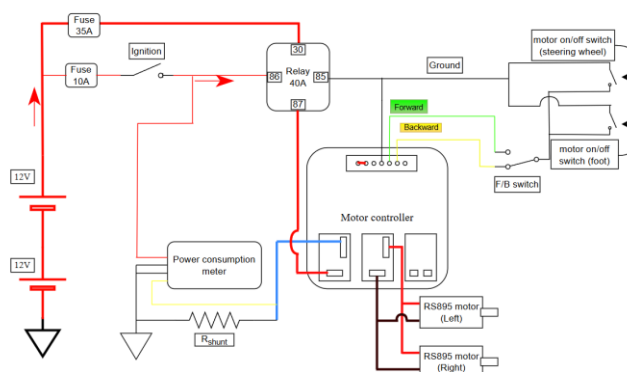 Fuse
35A
Ignition
motor on/off switch
(steering wheel)
30
Fuse
10A
86
Relay
40A
85
Ground
87
Forward
Backward
motor on/off
switch (foot)
F/B switch
12V
Motor controller
12V
Power consumption
meter
RS895 motor
(Left)
Rshunt
RS895 motor
(Right)